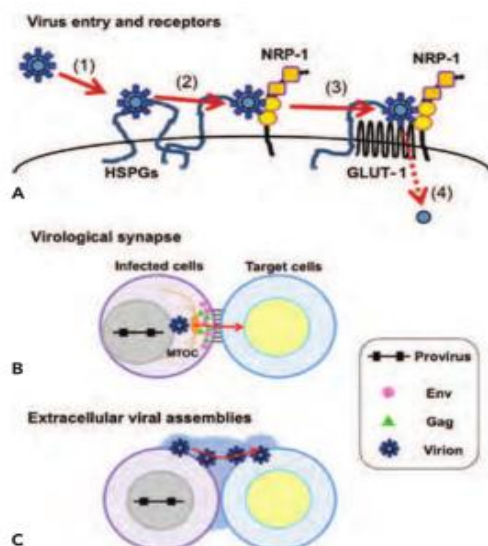 Virus entry and receptors
(1)
(2)
NRP-1
(3)
NRP-1
HSPGs
GLUT-1
(4)
A
Virological synapse
Infected cells
Target cells
MTOC
B
Provirus
Env
Gag
Virion
Extracellular viral assemblies
C